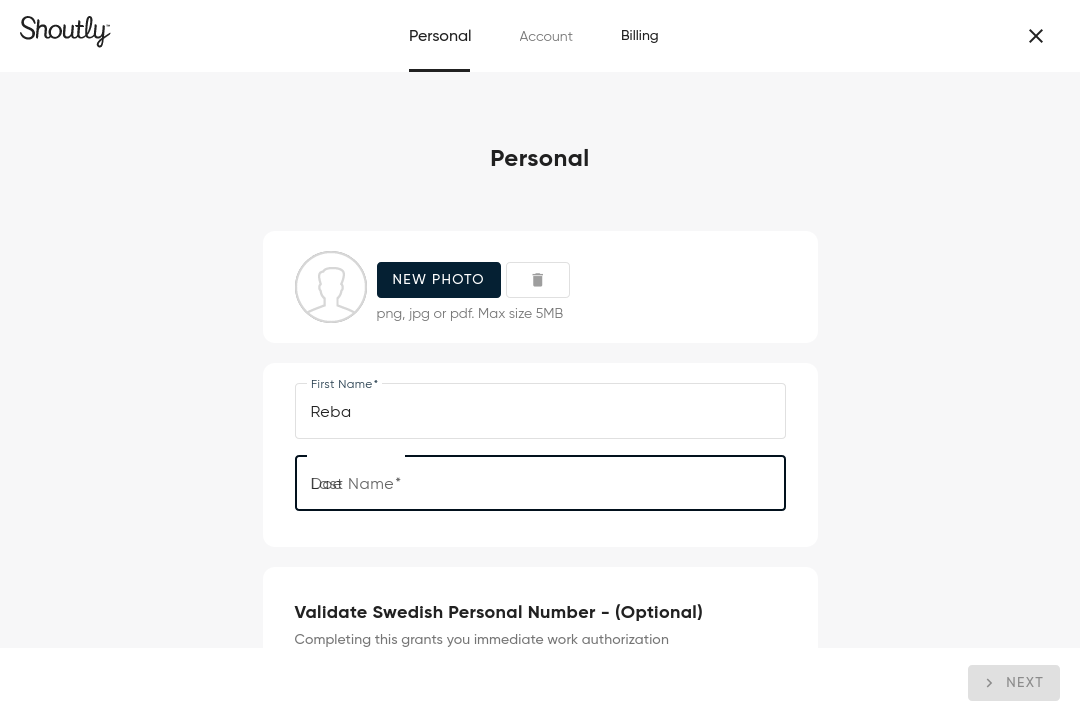 Shoutly™
Personal
Account
Billing
Personal
NEW PHOTO
png, jpg or pdf. Max size 5MB
First Name*
Reba
Last Name*
Doe
Validate Swedish Personal Number - (Optional)
Completing this grants you immediate work authorization
NEXT